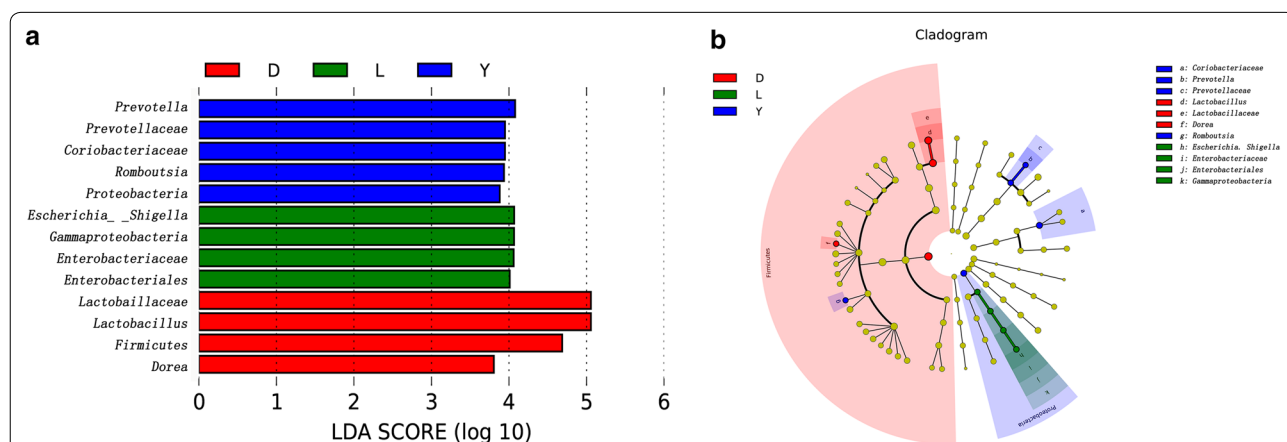 a
D L Y
Prevotella
Prevotellaceae
Coriobacteriaceae
Romboutsia
Proteobacteria
Escherichia_ _Shigella
Gammaproteobacteria
Enterobacteriaceae
Enterobacteriales
Lactobaillaceae
Lactobacillus
Firmicutes
Dorea
0 1 2 3 4 5 6
LDA SCORE (log 10)
b
Cladogram
D
L
Y
a: Coriobacteriaceae
b: Prevotella
c: Prevotellaceae
d: Lactobacillus
e: Lactobacillaceae
f: Dorea
g: Romboutsia
h: Escherichia. Shigella
i: Enterobacteriaceae
j: Enterobacteriales
k: Gammaproteobacteria
e
d
c
b
a
f
Firmicutes
g
h
i
j
k
Proteobacteria